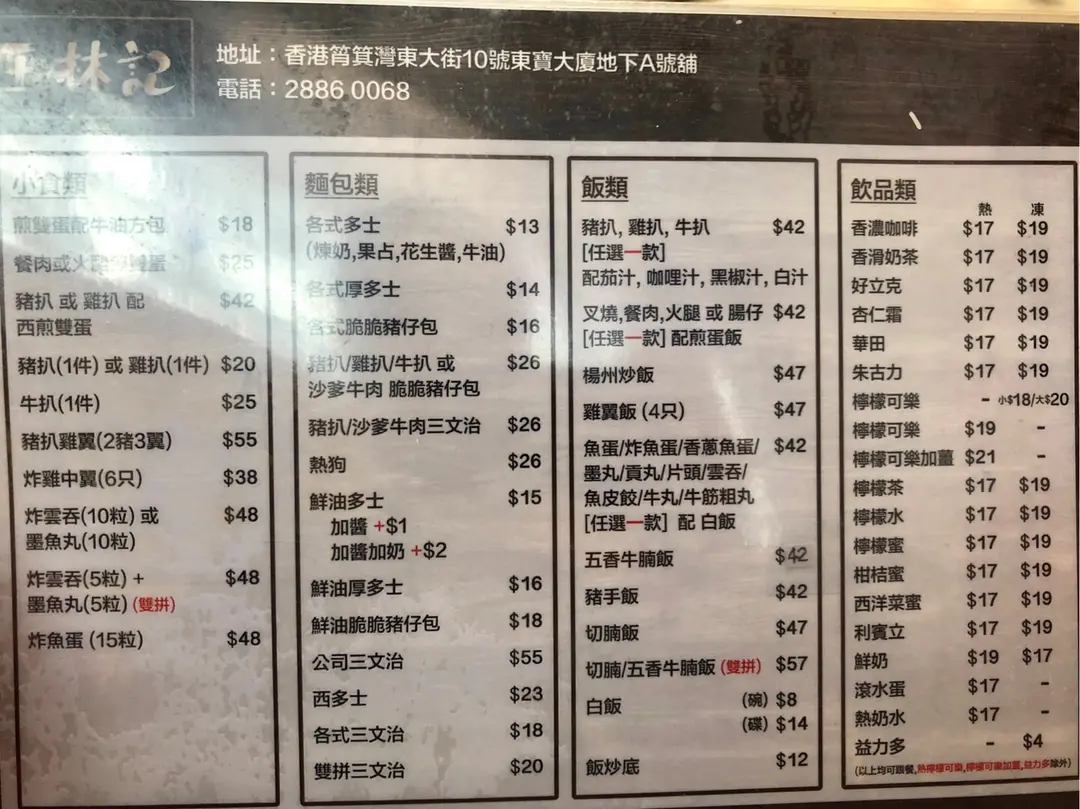 林記
地址：香港筲箕灣東大街10號東寶大廈地下A號舖
電話：2886 0068
小食類
煎雙蛋配牛油方包 $18
餐肉或火腿煎雙蛋 $25
豬扒 或 雞扒 配 $42
西煎雙蛋
豬扒(1件) 或 雞扒(1件) $20
牛扒(1件) $25
豬扒雞翼(2豬3翼) $55
炸雞中翼(6只) $38
炸雲吞(10粒) 或 $48
墨魚丸(10粒)
炸雲吞(5粒) + $48
墨魚丸(5粒) (雙拼)
炸魚蛋 (15粒) $48
麵包類
各式多士 $13
(煉奶,果占,花生醬,牛油)
各式厚多士 $14
各式脆脆豬仔包 $16
豬扒/雞扒/牛扒 或 $26
沙爹牛肉 脆脆豬仔包
豬扒/沙爹牛肉三文治 $26
熱狗 $26
鮮油多士 $15
加醬 +$1
加醬加奶 +$2
鮮油厚多士 $16
鮮油脆脆豬仔包 $18
公司三文治 $55
西多士 $23
各式三文治 $18
雙拼三文治 $20
飯類
豬扒, 雞扒, 牛扒 $42
[任選一款]
配茄汁, 咖哩汁, 黑椒汁, 白汁
叉燒,餐肉,火腿 或 腸仔 $42
[任選一款] 配煎蛋飯
楊州炒飯 $47
雞翼飯 (4只) $47
魚蛋/炸魚蛋/香蔥魚蛋/ $42
墨丸/貢丸/片頭/雲吞/
魚皮餃/牛丸/牛筋粗丸
[任選一款] 配 白飯
五香牛腩飯 $42
豬手飯 $42
切腩飯 $47
切腩/五香牛腩飯 (雙拼) $57
白飯 (碗) $8
(碟) $14
飯炒底 $12
飲品類
熱 凍
香濃咖啡 $17 $19
香滑奶茶 $17 $19
好立克 $17 $19
杏仁霜 $17 $19
華田 $17 $19
朱古力 $17 $19
檸檬可樂 - 小$18/大$20
檸檬可樂 $19 -
檸檬可樂加薑 $21 -
檸檬茶 $17 $19
檸檬水 $17 $19
檸檬蜜 $17 $19
柑桔蜜 $17 $19
西洋菜蜜 $17 $19
利賓立 $17 $19
鮮奶 $19 $17
滾水蛋 $17 -
熱奶水 $17 -
益力多 - $4
(以上均可跟餐,熱檸檬可樂,檸檬可樂加薑,益力多除外)